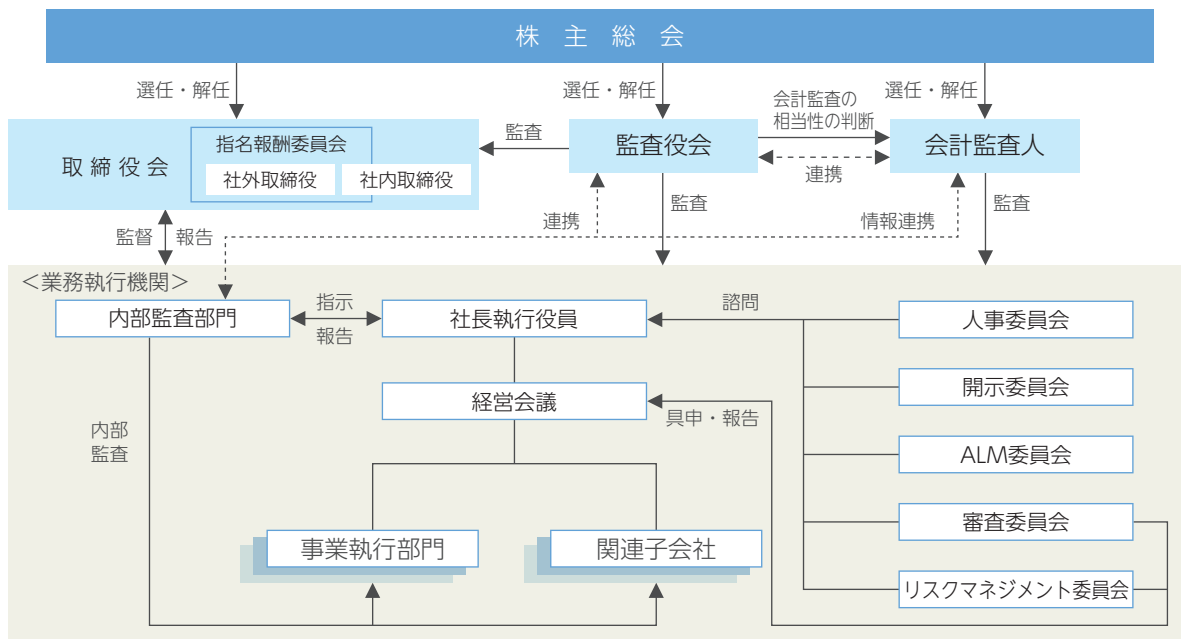 株主総会
選任・解任
選任・解任
会計監査の
相当性の判断
選任・解任
取締役会
指名報酬委員会
社外取締役
社内取締役
監査
監査役会
連携
会計監査人
監督
報告
連携
監査
情報連携
監査
＜業務執行機関＞
内部監査部門
指示
報告
社長執行役員
諮問
人事委員会
経営会議
具申・報告
開示委員会
内部
監査
ALM委員会
審査委員会
事業執行部門
関連子会社
リスクマネジメント委員会